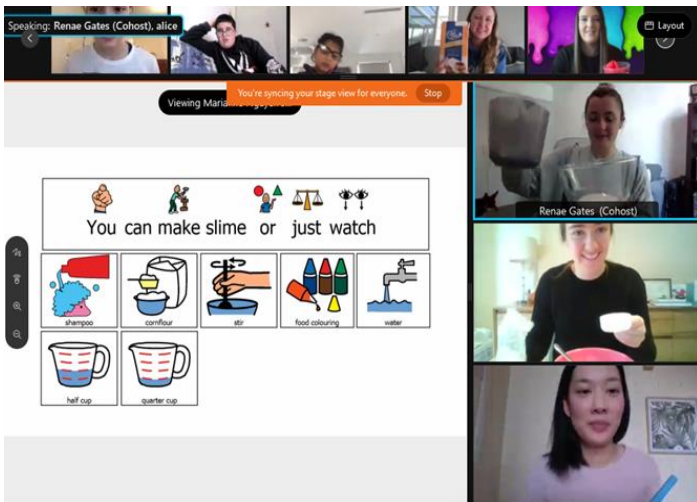 Speaking: Renae Gates (Cohost), alice
Layout
You're syncing your stage view for everyone. Stop
Viewing
Renae Gates (Cohost)
You can make slime or just watch
shampoo
cornflour
stir
food colouring
water
half cup
quarter cup